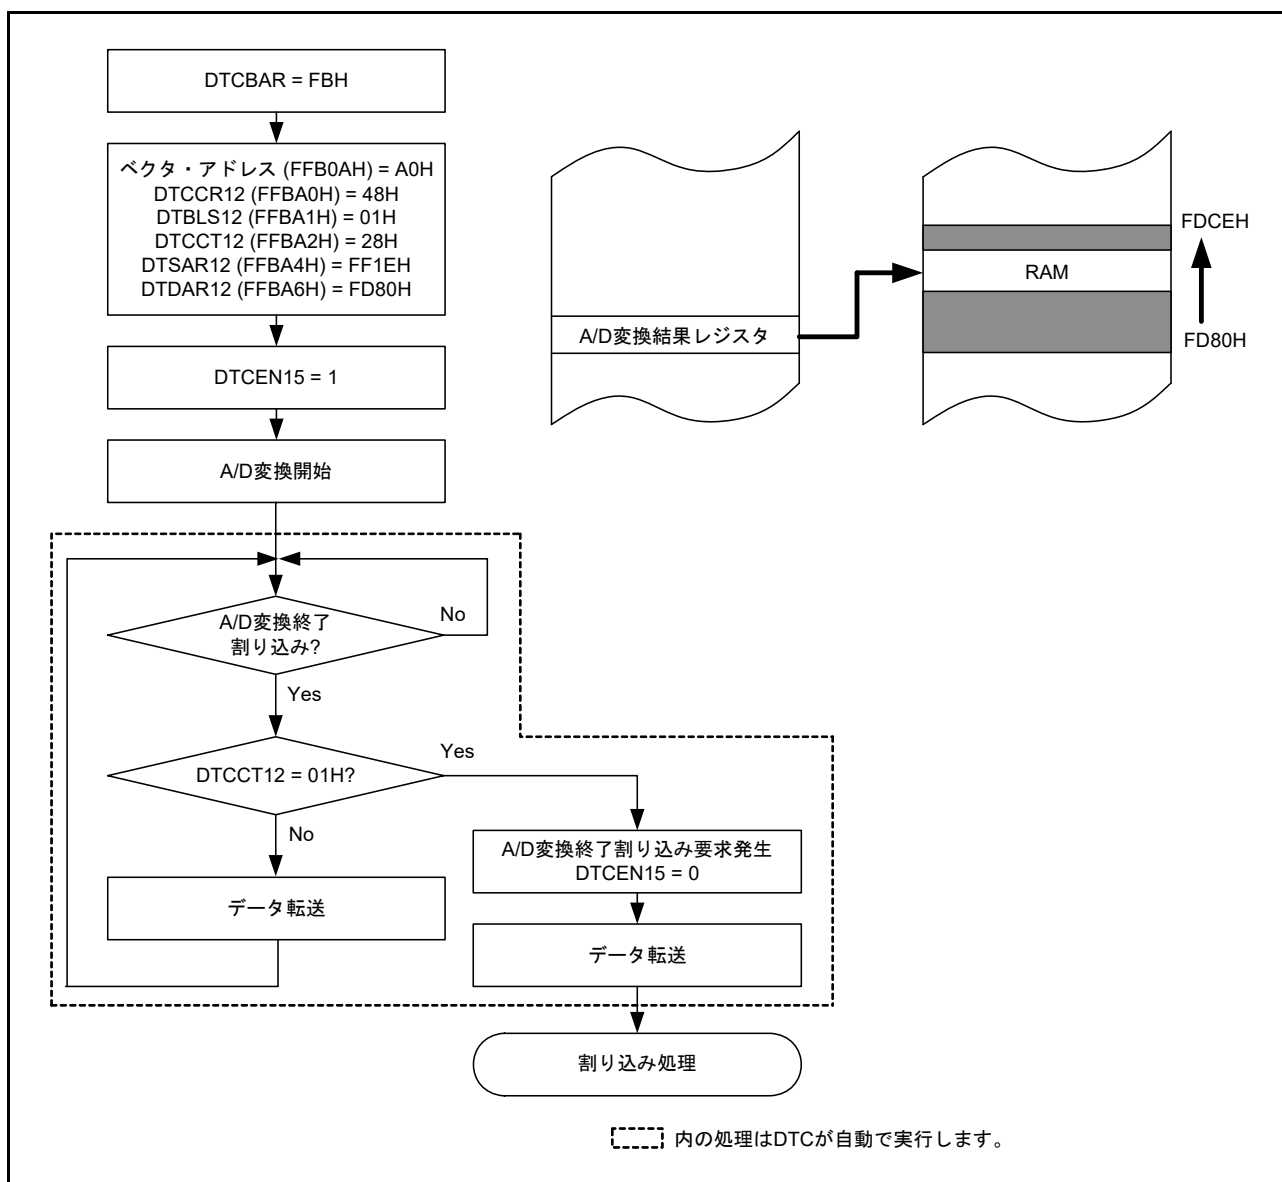 DTCBAR = FBH
ベクタ・アドレス (FFB0AH) = A0H
DTCCR12 (FFBA0H) = 48H
DTBLS12 (FFBA1H) = 01H
DTCCT12 (FFBA2H) = 28H
DTSAR12 (FFBA4H) = FF1EH
DTDAR12 (FFBA6H) = FD80H
DTCEN15 = 1
A/D変換開始
A/D変換終了
割り込み?
No
Yes
DTCCT12 = 01H?
Yes
No
データ転送
A/D変換終了割り込み要求発生
DTCEN15 = 0
データ転送
割り込み処理
A/D変換結果レジスタ
RAM
FDCEH
FD80H
内の処理はDTCが自動で実行します。